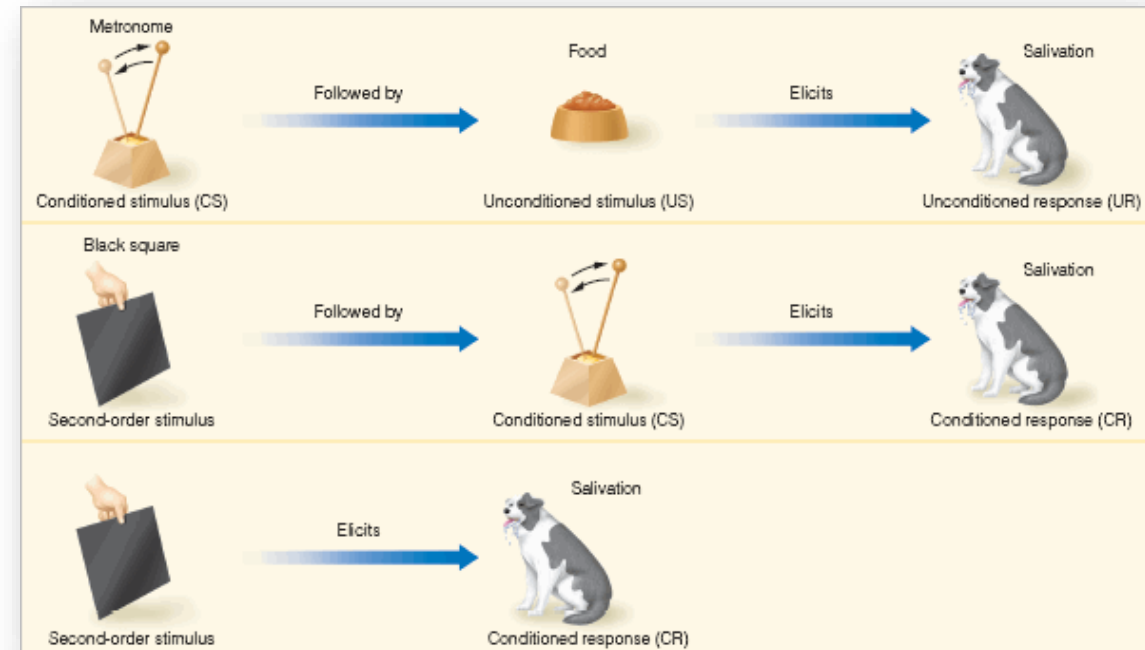 Metronome
Food
Salivation
Followed by
Elicits
Conditioned stimulus (CS)
Unconditioned stimulus (US)
Unconditioned response (UR)
Black square
Salivation
Followed by
Elicits
Second-order stimulus
Conditioned stimulus (CS)
Conditioned response (CR)
Salivation
Elicits
Second-order stimulus
Conditioned response (CR)